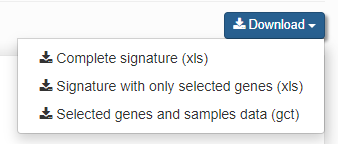 Download
Complete signature (xls)
Signature with only selected genes (xls)
Selected genes and samples data (gct)